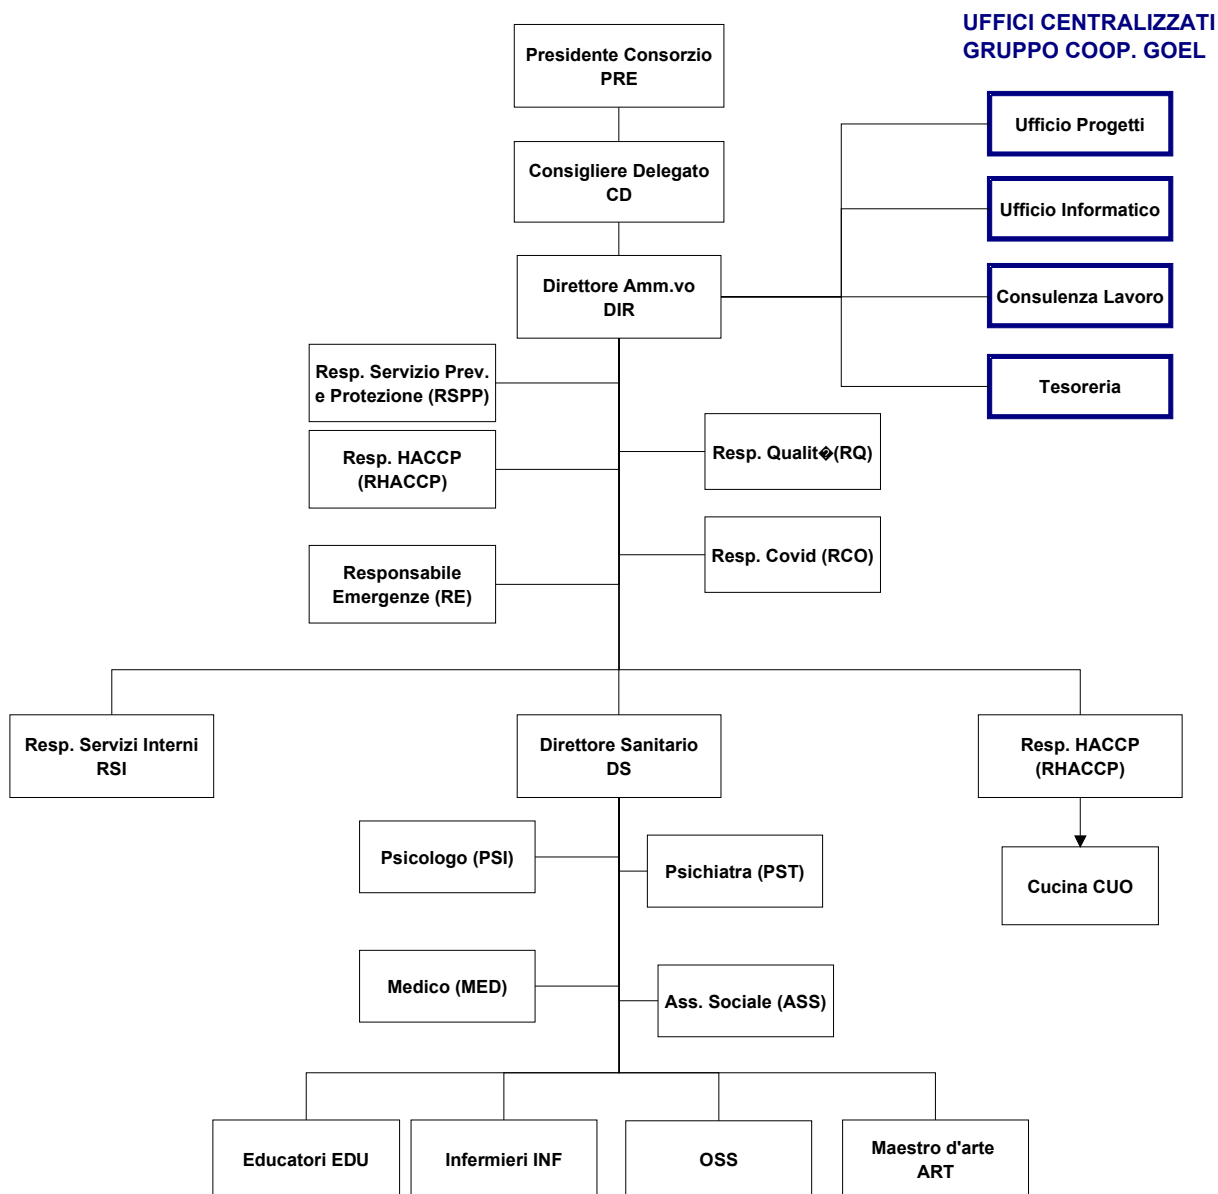 UFFICI CENTRALIZZATI
GRUPPO COOP. GOEL
Presidente Consorzio
PRE
Ufficio Progetti
Consigliere Delegato
CD
Ufficio Informatico
Direttore Amm.vo
DIR
Consulenza Lavoro
Resp. Servizio Prev.
e Protezione (RSPP)
Tesoreria
Resp. HACCP
(RHACCP)
Resp. Qualit�(RQ)
Resp. Covid (RCO)
Responsabile
Emergenze (RE)
Resp. Servizi Interni
RSI
Direttore Sanitario
DS
Resp. HACCP
(RHACCP)
Psicologo (PSI)
Psichiatra (PST)
Cucina CUO
Medico (MED)
Ass. Sociale (ASS)
Educatori EDU
Infermieri INF
OSS
Maestro d'arte
ART